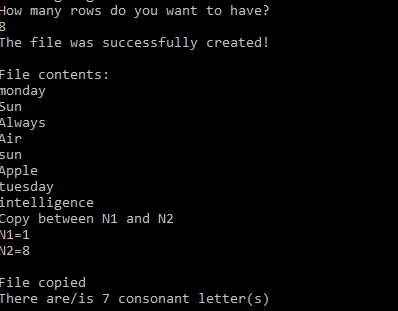 How many rows do you want to have?
8
The file was successfully created!
File contents:
monday
Sun
Always
Air
sun
Apple
tuesday
intelligence
Copy between N1 and N2
N1=1
N2=8
File copied
There are/is 7 consonant letter(s)